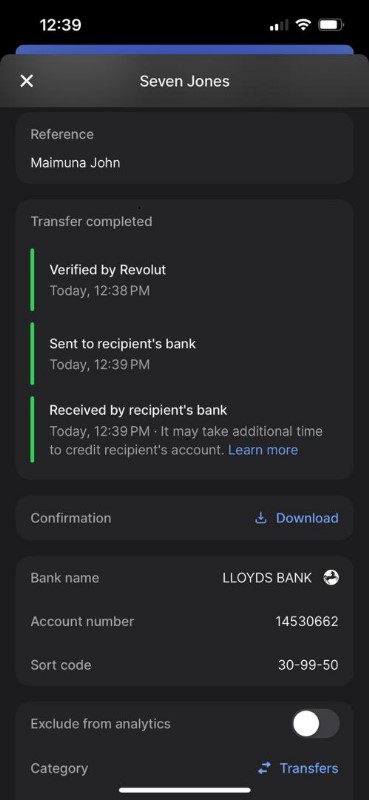 12:39
Seven Jones
Reference
Maimuna John
Transfer completed
Verified by Revolut
Today, 12:38 PM
Sent to recipient's bank
Today, 12:39 PM
Received by recipient's bank
Today, 12:39 PM · It may take additional time
to credit recipient's account. Learn more
Confirmation Download
Bank name LLOYDS BANK
Account number 14530662
Sort code 30-99-50
Exclude from analytics
Category Transfers